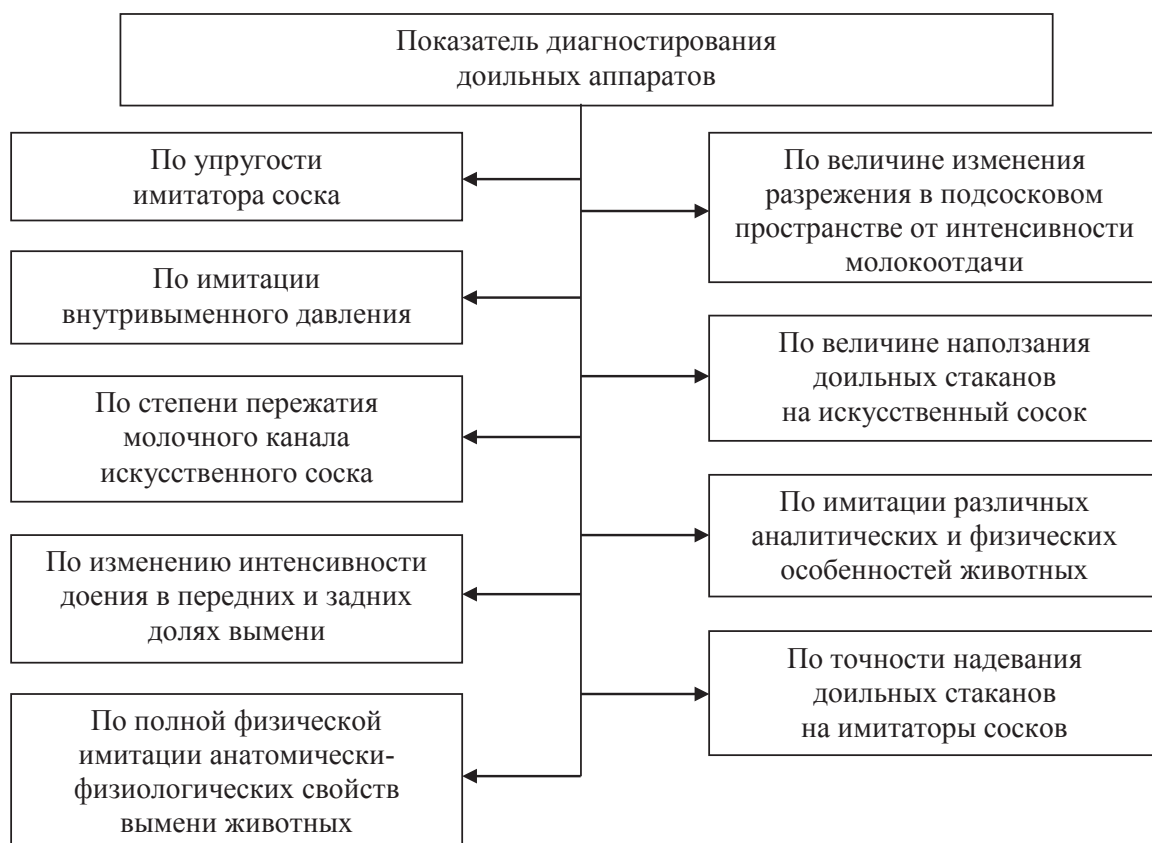 Показатель диагностирования
доильных аппаратов
По упругости
имитатора соска
По имитации
внутривыменного давления
По степени пережатия
молочного канала
искусственного соска
По изменению интенсивности
доения в передних и задних
долях вымени
По полной физической
имитации анатомически-
физиологических свойств
вымени животных
По величине изменения
разрежения в подсосковом
пространстве от интенсивности
молокоотдачи
По величине наползания
доильных стаканов
на искусственный сосок
По имитации различных
аналитических и физических
особенностей животных
По точности надевания
доильных стаканов
на имитаторы сосков